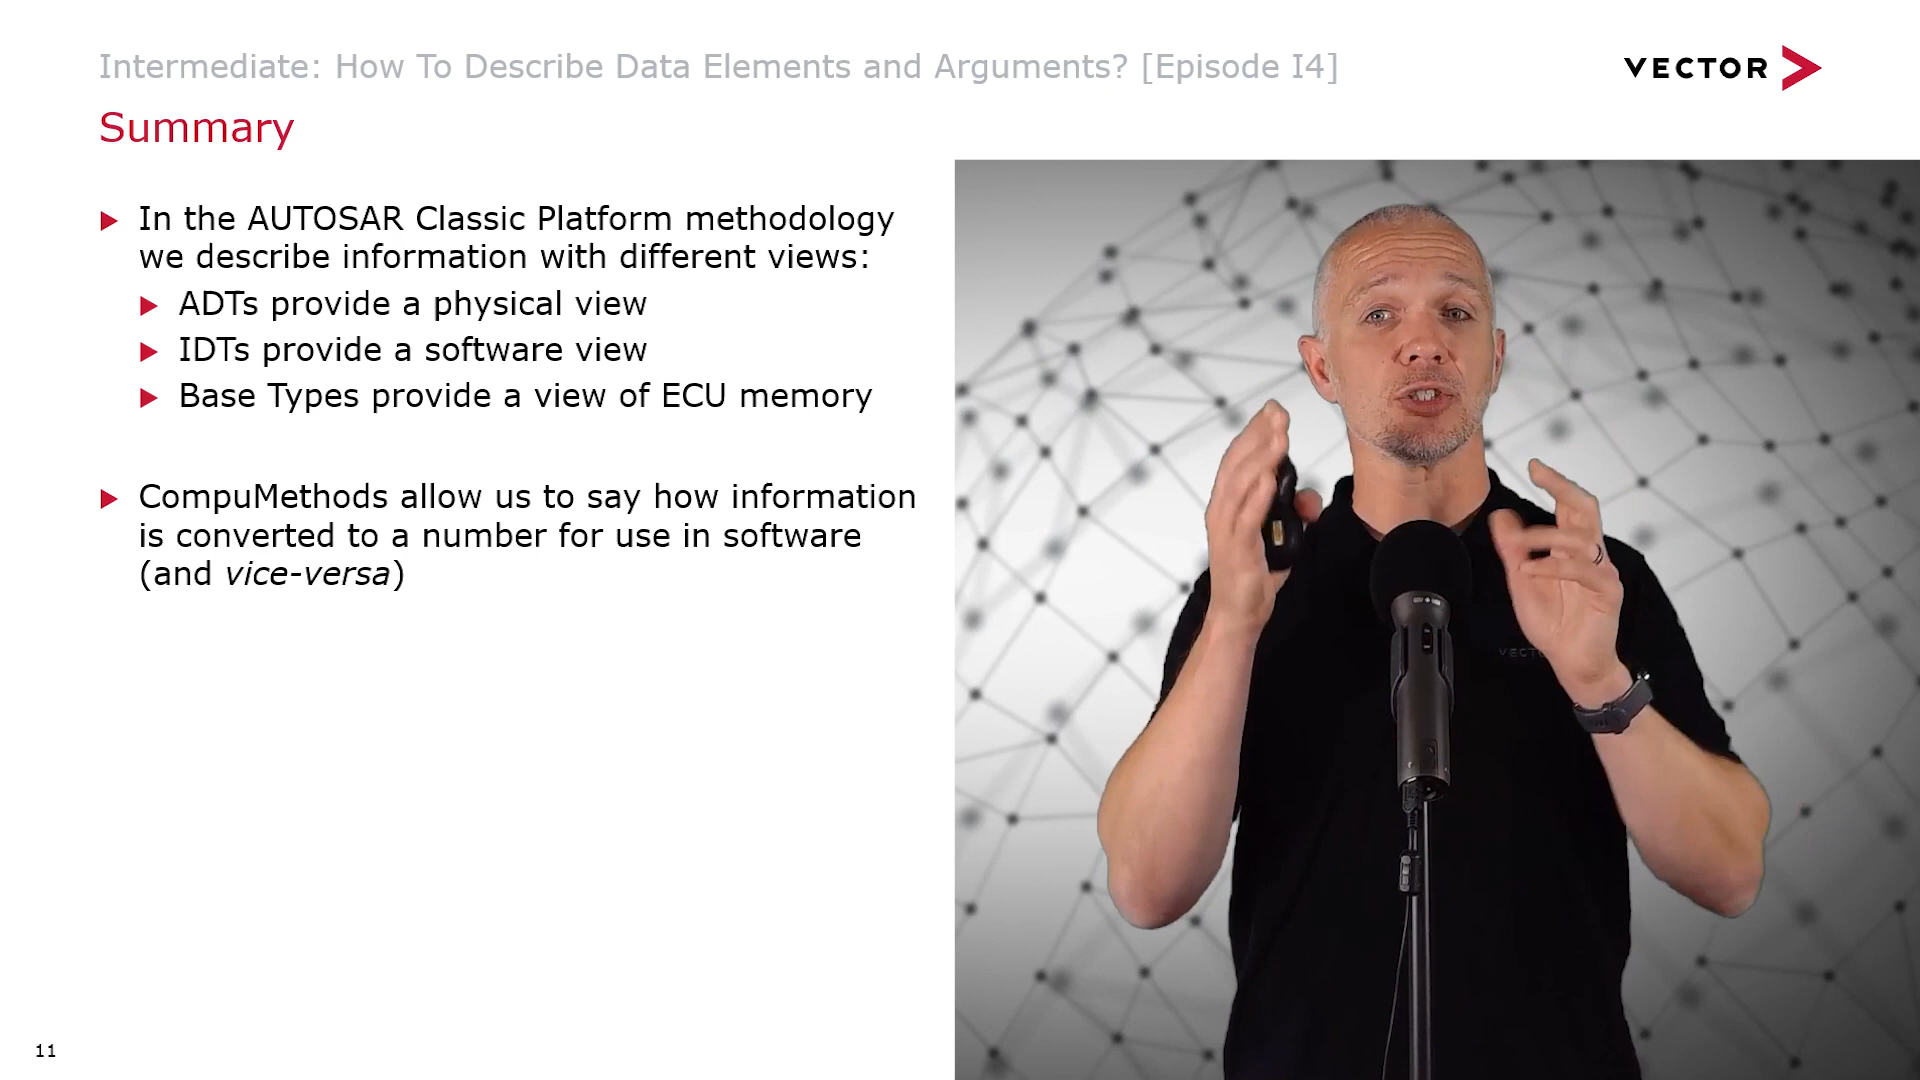 Intermediate: How To Describe Data Elements and Arguments? [Episode I4]
VECTOR
Summary
In the AUTOSAR Classic Platform methodology
we describe information with different views:
ADTs provide a physical view
IDTs provide a software view
Base Types provide a view of ECU memory
CompuMethods allow us to say how information
is converted to a number for use in software
(and vice-versa)
11